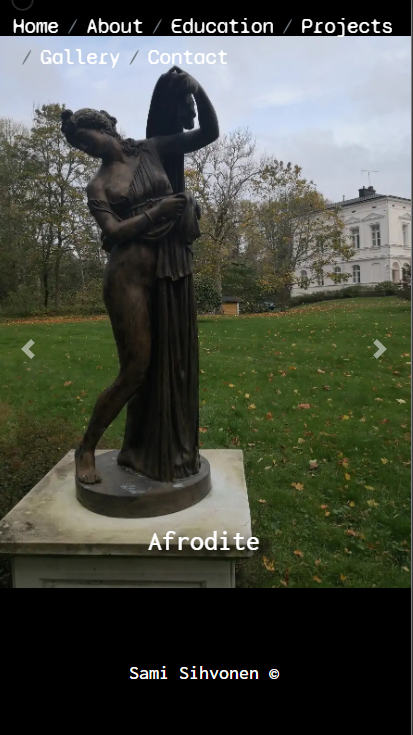 Home / About / Education / Projects
/ Gallery / Contact
Afrodite
Sami Sihvonen ©